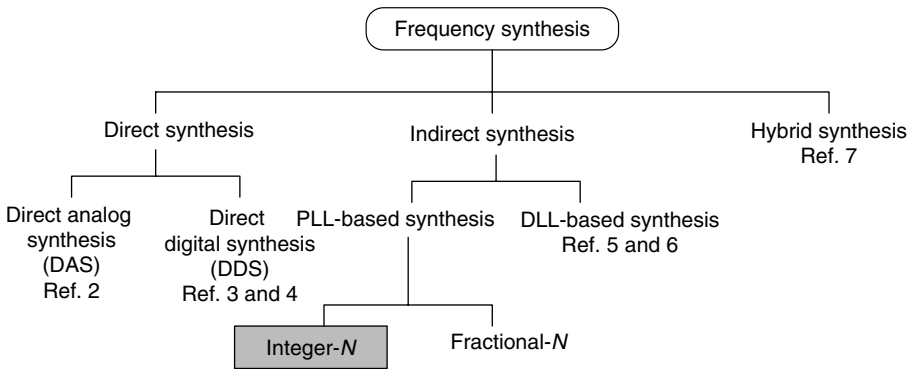 Frequency synthesis
Direct synthesis
Indirect synthesis
Hybrid synthesis
Ref. 7
Direct analog
synthesis
(DAS)
Ref. 2
Direct
digital synthesis
(DDS)
Ref. 3 and 4
PLL-based synthesis
DLL-based synthesis
Ref. 5 and 6
Integer-N
Fractional-N